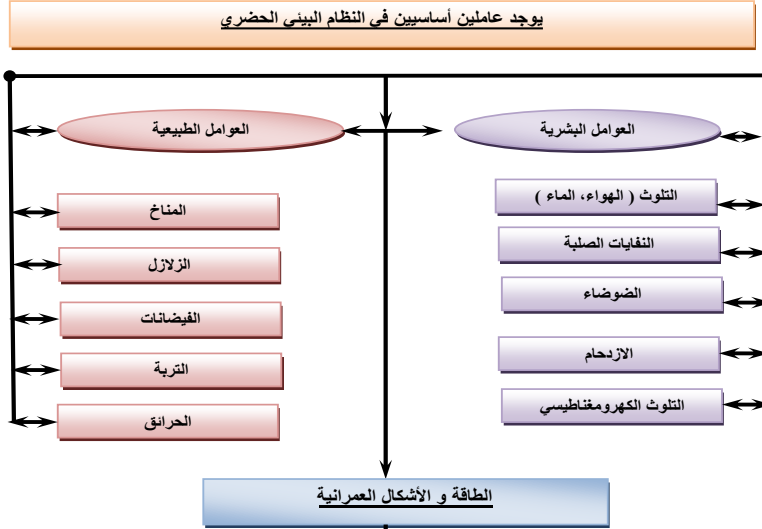 يوجد عاملين أساسيين في النظام البيئي الحضري
العوامل البشرية
العوامل الطبيعية
التلوث ( الهواء، الماء )
النفايات الصلبة
الضوضاء
الازدحام
التلوث الكهرومغناطيسي
المناخ
الزلازل
الفيضانات
التربة
الحرائق
الطاقة و الأشكال العمرانية